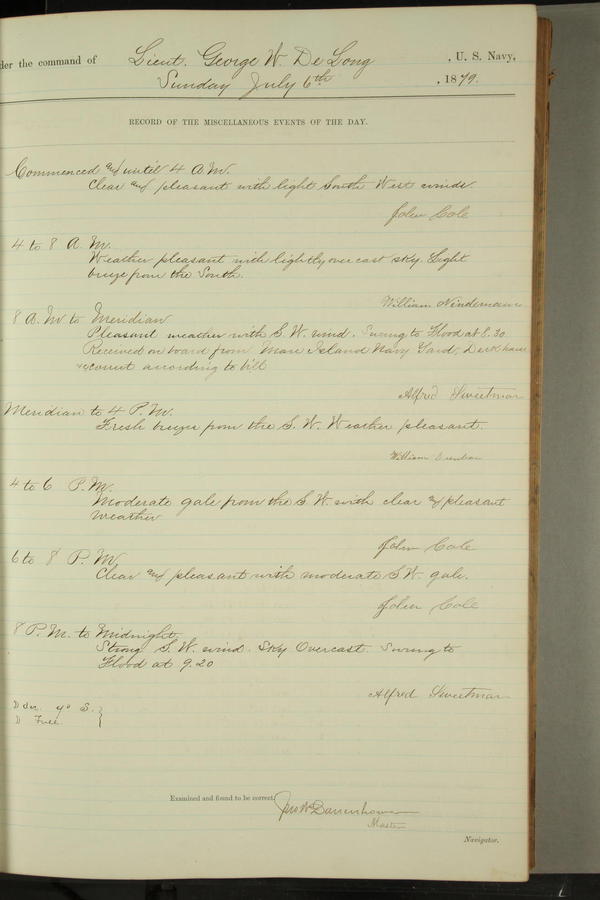 der the command of Lieut. George W. De Long , U. S. Navy,
Sunday July 6th , 1879.
RECORD OF THE MISCELLANEOUS EVENTS OF THE DAY.
Commenced and until 4 A.M.
Clear and pleasant with light South West winds.
John Cole
4 to 8 A. M.
Weather pleasant with lightly overcast sky. Light
breeze from the South.
William Nindemann
8 A.M. to Meridian
Pleasant weather with S.W. wind. Swung to Flood at 8.30
Received on board from Mare Island Navy Yard, Deck
account according to bill
Alfred Sweetman
Meridian to 4 P.M.
Fresh breeze from the S.W. Weather pleasant.
William
4 to 6 P.M.
Moderate gale from the S.W. with clear and pleasant
weather
John Cole
6 to 8 P. M.
Clear and pleasant with moderate S.W. gale.
John Cole
8 P.M. to Midnight.
Strong S.W. wind. Sky Overcast. Swung to
Flood at 9.20
Alfred Sweetman
Examined and found to be correct. Jno W Danenhower
Master
Navigator.